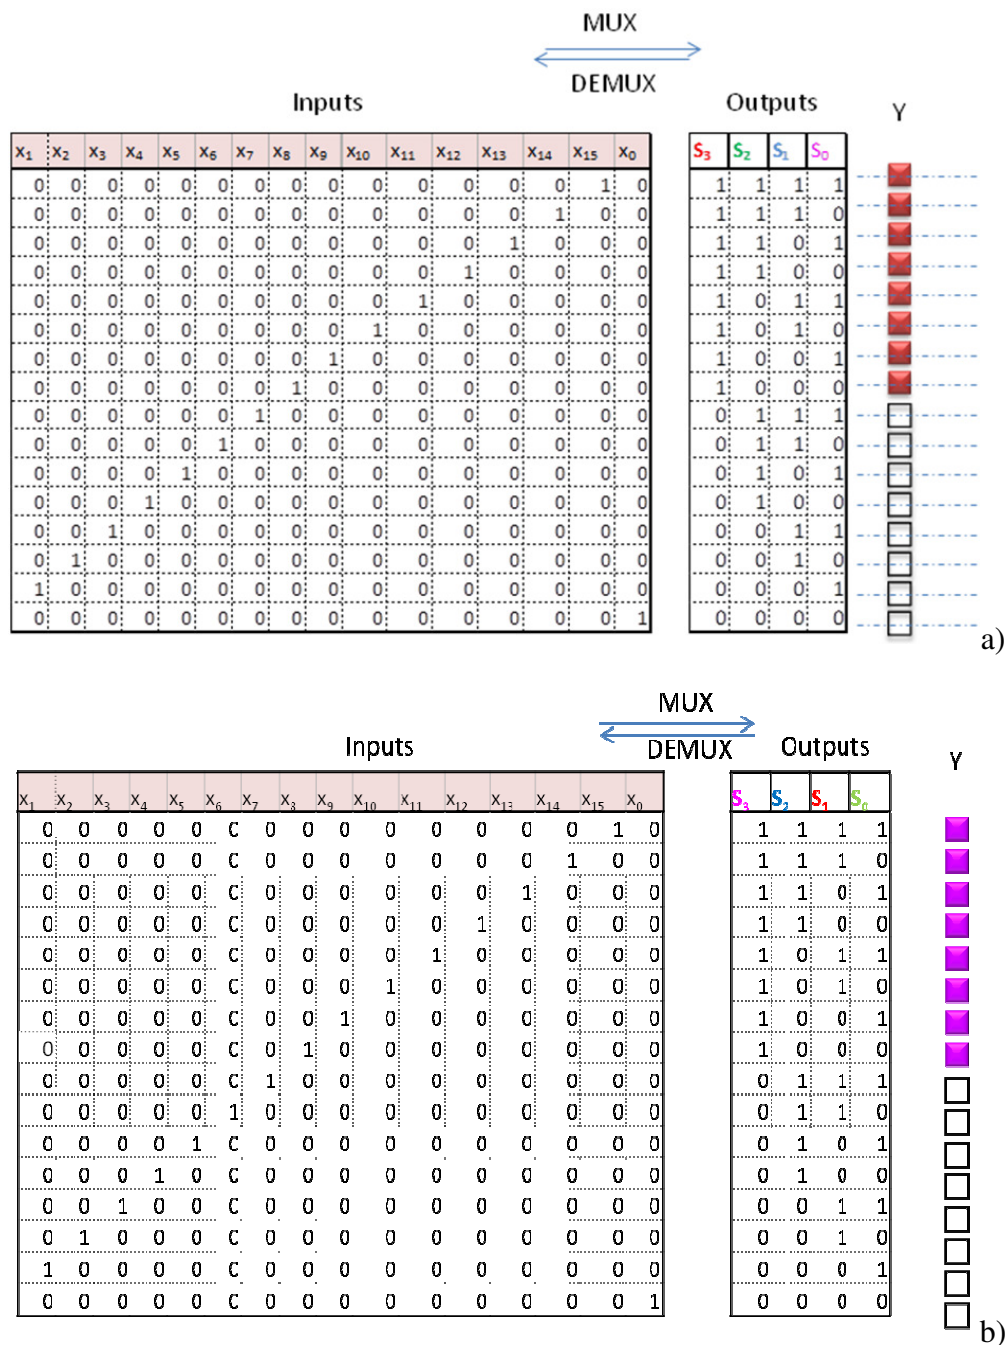 MUX
DEMUX
Inputs Outputs Y
x1 x2 x3 x4 x5 x6 x7 x8 x9 x10 x11 x12 x13 x14 x15 x0 S3 S2 S1 S0
0 0 0 0 0 0 0 0 0 0 0 0 0 0 1 0 1 1 1 1
0 0 0 0 0 0 0 0 0 0 0 0 0 1 0 0 1 1 1 0
0 0 0 0 0 0 0 0 0 0 0 0 1 0 0 0 1 1 0 1
0 0 0 0 0 0 0 0 0 0 0 1 0 0 0 0 1 1 0 0
0 0 0 0 0 0 0 0 0 0 1 0 0 0 0 0 1 0 1 1
0 0 0 0 0 0 0 0 0 1 0 0 0 0 0 0 1 0 1 0
0 0 0 0 0 0 0 0 1 0 0 0 0 0 0 0 1 0 0 1
0 0 0 0 0 0 0 1 0 0 0 0 0 0 0 0 1 0 0 0
0 0 0 0 0 0 1 0 0 0 0 0 0 0 0 0 0 1 1 1
0 0 0 0 0 1 0 0 0 0 0 0 0 0 0 0 0 1 1 0
0 0 0 0 1 0 0 0 0 0 0 0 0 0 0 0 0 1 0 1
0 0 0 1 0 0 0 0 0 0 0 0 0 0 0 0 0 1 0 0
0 0 1 0 0 0 0 0 0 0 0 0 0 0 0 0 0 0 1 1
0 1 0 0 0 0 0 0 0 0 0 0 0 0 0 0 0 0 1 0
1 0 0 0 0 0 0 0 0 0 0 0 0 0 0 0 0 0 0 1
0 0 0 0 0 0 0 0 0 0 0 0 0 0 0 1 0 0 0 0
a)
MUX
Inputs DEMUX Outputs Y
x1 x2 x3 x4 x5 x6 x7 x8 x9 x10 x11 x12 x13 x14 x15 x0 S3 S2 S1 S0
0 0 0 0 0 0 0 0 0 0 0 0 0 0 1 0 1 1 1 1
0 0 0 0 0 0 0 0 0 0 0 0 0 1 0 0 1 1 1 0
0 0 0 0 0 0 0 0 0 0 0 0 1 0 0 0 1 1 0 1
0 0 0 0 0 0 0 0 0 0 0 1 0 0 0 0 1 1 0 0
0 0 0 0 0 0 0 0 0 0 1 0 0 0 0 0 1 0 1 1
0 0 0 0 0 0 0 0 0 1 0 0 0 0 0 0 1 0 1 0
0 0 0 0 0 0 0 0 1 0 0 0 0 0 0 0 1 0 0 1
0 0 0 0 0 0 0 1 0 0 0 0 0 0 0 0 1 0 0 0
0 0 0 0 0 0 1 0 0 0 0 0 0 0 0 0 0 1 1 1
0 0 0 0 0 1 0 0 0 0 0 0 0 0 0 0 0 1 1 0
0 0 0 0 1 0 0 0 0 0 0 0 0 0 0 0 0 1 0 1
0 0 0 1 0 0 0 0 0 0 0 0 0 0 0 0 0 1 0 0
0 0 1 0 0 0 0 0 0 0 0 0 0 0 0 0 0 0 1 1
0 1 0 0 0 0 0 0 0 0 0 0 0 0 0 0 0 0 1 0
1 0 0 0 0 0 0 0 0 0 0 0 0 0 0 0 0 0 0 1
0 0 0 0 0 0 0 0 0 0 0 0 0 0 0 1 0 0 0 0
b)